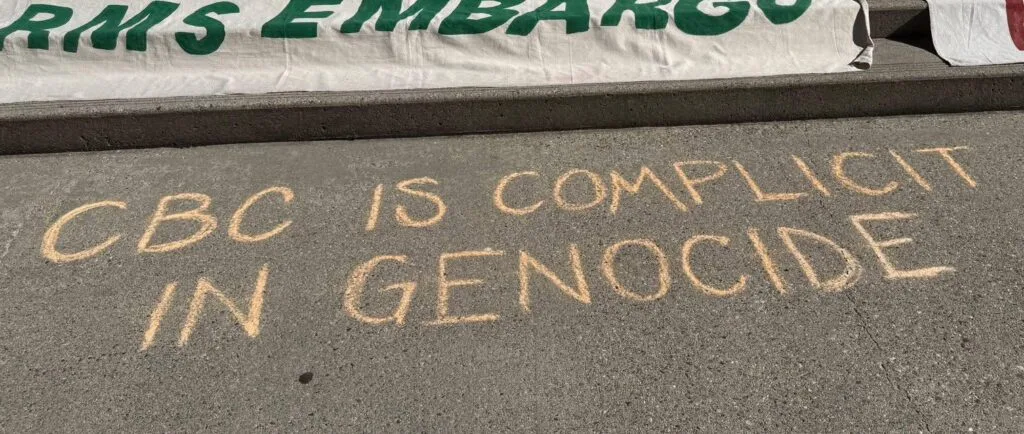 RMS EMBARGO
CBC IS COMPLICIT
IN GENOCIDE